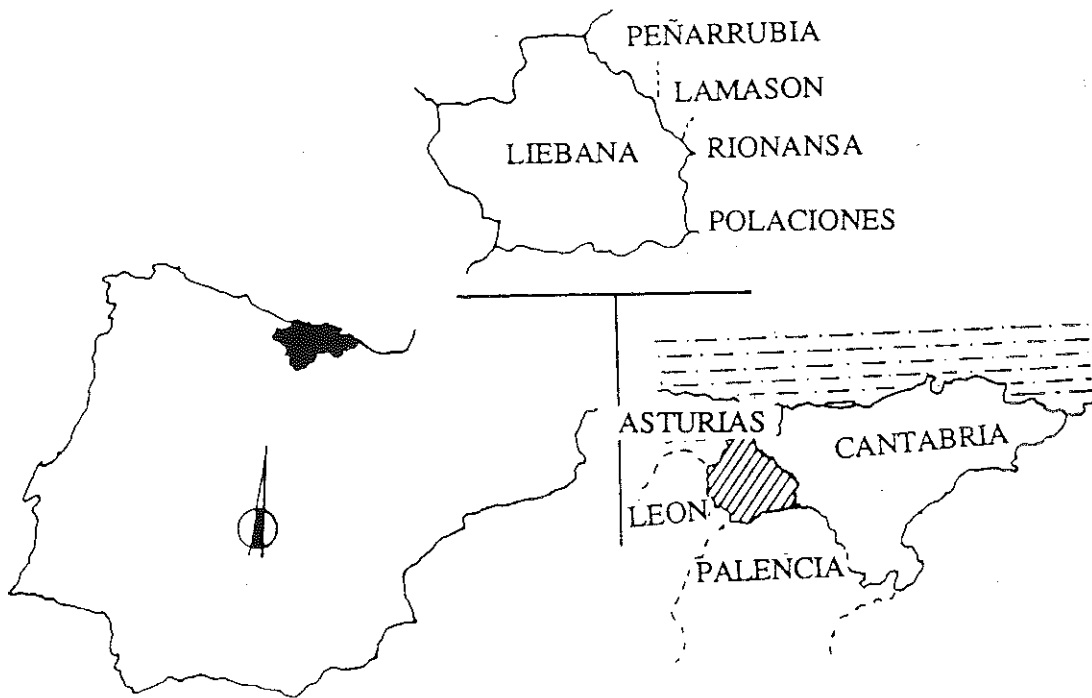 PEÑARRUBIA
LAMASON
LIEBANA
RIONANSA
POLACIONES
ASTURIAS
CANTABRIA
LEON
PALENCIA